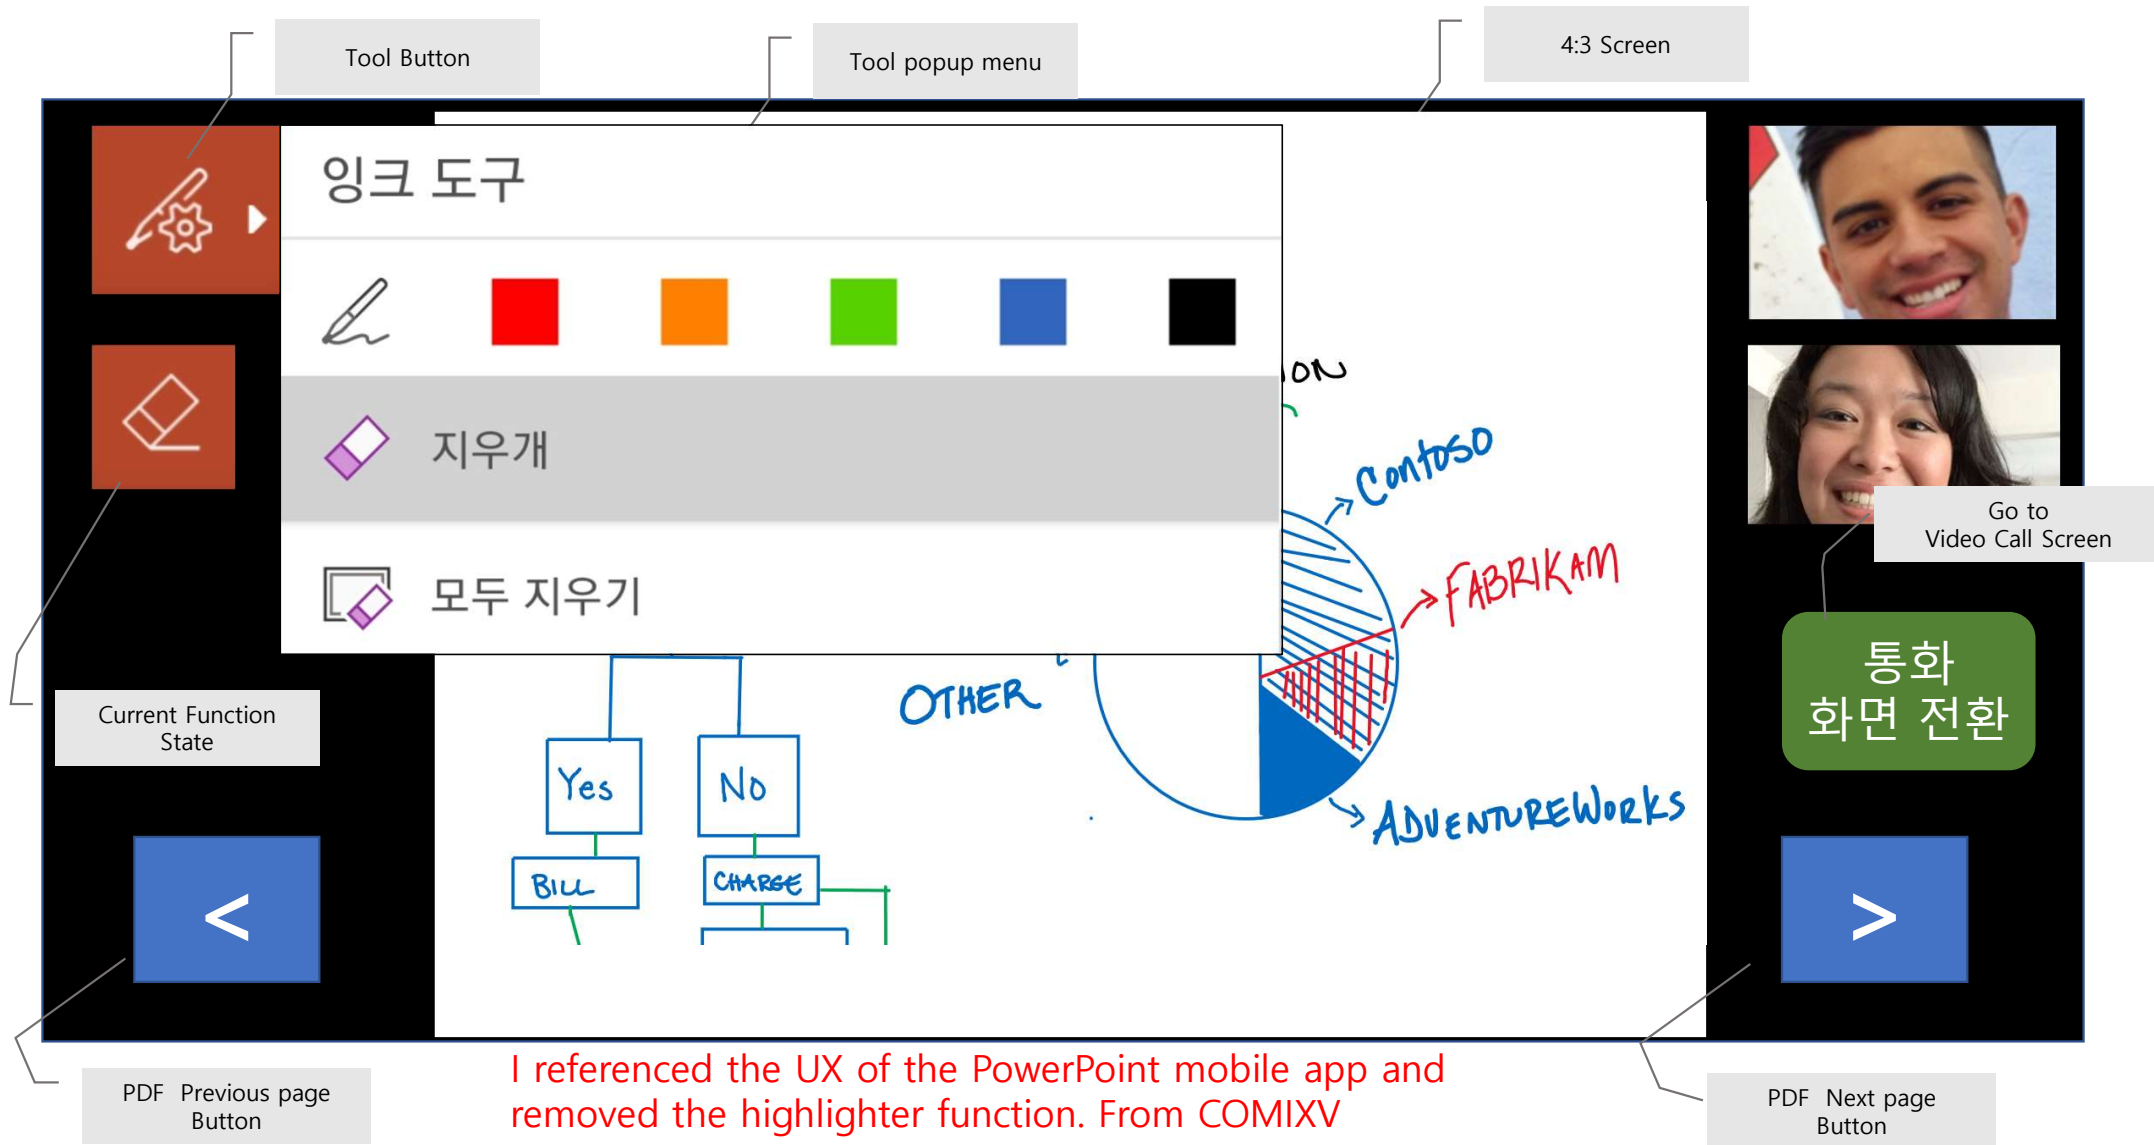 Tool Button
Tool popup menu
4:3 Screen
잉크 도구
지우개
모두 지우기
Contoso
FABRIKAM
OTHER
ADVENTUREWORKS
Yes
No
BILL
CHARGE
Go to
Video Call Screen
통화
화면 전환
Current Function
State
<
>
PDF Previous page
Button
I referenced the UX of the PowerPoint mobile app and
removed the highlighter function. From COMIXV
PDF Next page
Button